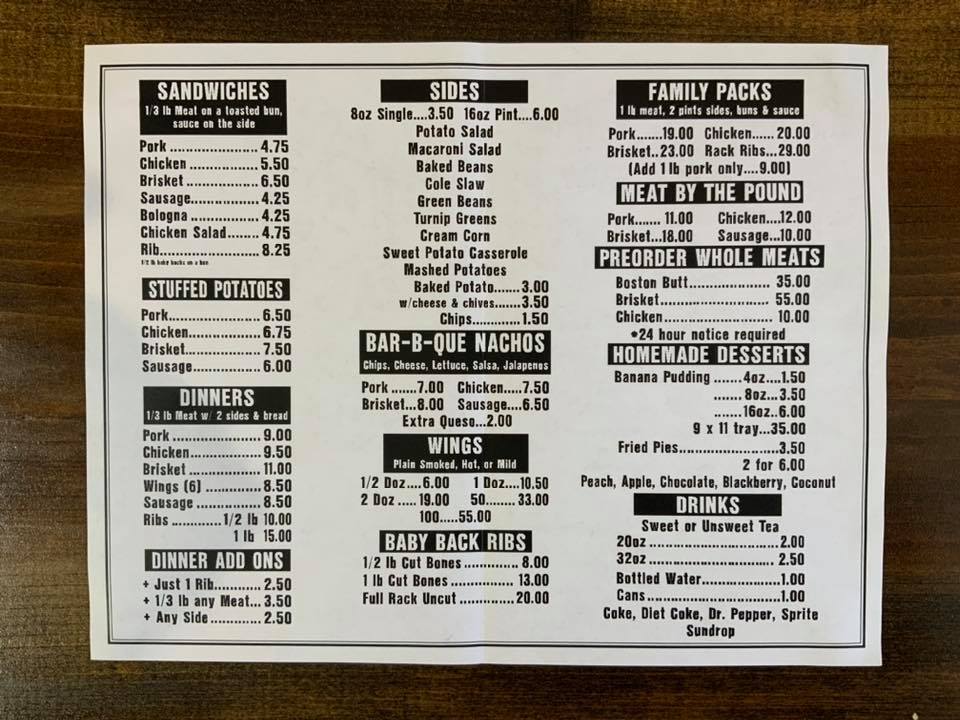 SANDWICHES
1/3 lb Meat on a toasted bun,
sauce on the side
Pork ...................... 4.75
Chicken ................. 5.50
Brisket .................. 6.50
Sausage................. 4.25
Bologna ................. 4.25
Chicken Salad........ 4.75
Rib......................... 8.25
1/2 lb baby backs on a bun
STUFFED POTATOES
Pork....................... 6.50
Chicken.................. 6.75
Brisket................... 7.50
Sausage................. 6.00
DINNERS
1/3 lb Meat w/ 2 sides & bread
Pork ...................... 9.00
Chicken.................. 9.50
Brisket .................. 11.00
Wings (6) ............... 8.50
Sausage ................ 8.50
Ribs ............1/2 lb 10.00
1 lb 15.00
DINNER ADD ONS
+ Just 1 Rib........... 2.50
+ 1/3 lb any Meat... 3.50
+ Any Side ............. 2.50
SIDES
8oz Single....3.50 16oz Pint....6.00
Potato Salad
Macaroni Salad
Baked Beans
Cole Slaw
Green Beans
Turnip Greens
Cream Corn
Sweet Potato Casserole
Mashed Potatoes
Baked Potato.......3.00
w/cheese & chives.......3.50
Chips.............1.50
BAR-B-QUE NACHOS
Chips, Cheese, Lettuce, Salsa, Jalapenos
Pork .......7.00 Chicken....7.50
Brisket...8.00 Sausage....6.50
Extra Queso...2.00
WINGS
Plain Smoked, Hot, or Mild
1/2 Doz....6.00 1 Doz....10.50
2 Doz .... 19.00 50........ 33.00
100.....55.00
BABY BACK RIBS
1/2 lb Cut Bones ............. 8.00
1 lb Cut Bones ............... 13.00
Full Rack Uncut .............20.00
FAMILY PACKS
1 lb meat, 2 pints sides, buns & sauce
Pork.......19.00 Chicken...... 20.00
Brisket..23.00 Rack Ribs...29.00
(Add 1 lb pork only....9.00)
MEAT BY THE POUND
Pork....... 11.00 Chicken....12.00
Brisket...18.00 Sausage....10.00
PREORDER WHOLE MEATS
Boston Butt..................... 35.00
Brisket............................ 55.00
Chicken........................... 10.00
*24 hour notice required
HOMEMADE DESSERTS
Banana Pudding .......4oz....1.50
....... 8oz...3.50
.......16oz..6.00
9 x 11 tray...35.00
Fried Pies.........................3.50
2 for 6.00
Peach, Apple, Chocolate, Blackberry, Coconut
DRINKS
Sweet or Unsweet Tea
20oz .................................2.00
32oz ................................ 2.50
Bottled Water....................1.00
Cans..................................1.00
Coke, Diet Coke, Dr. Pepper, Sprite
Sundrop